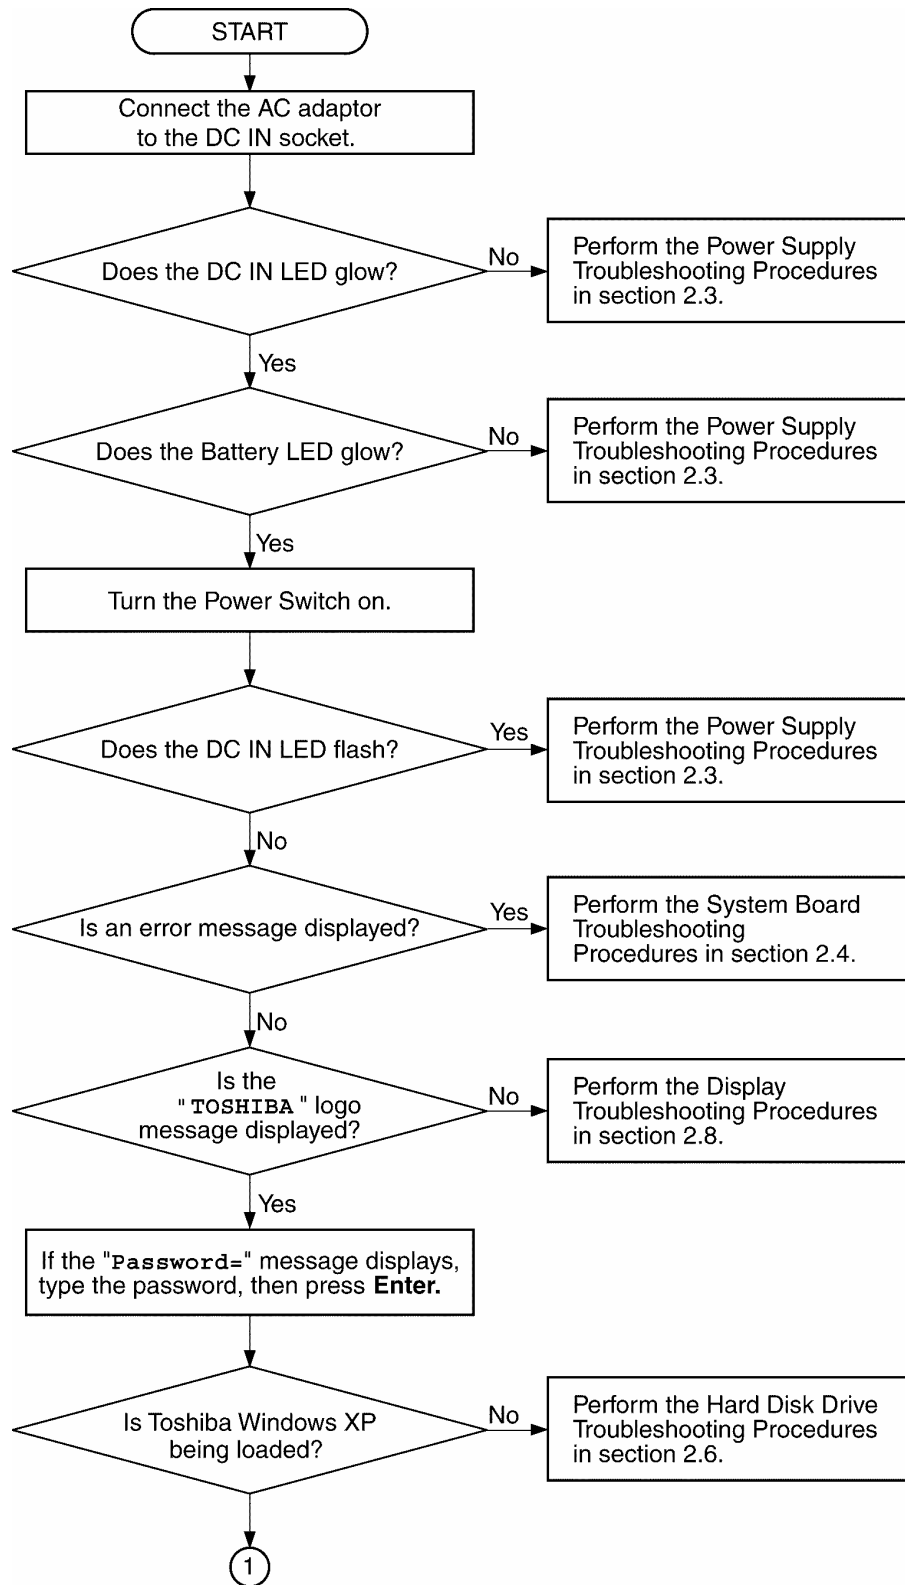 START
Connect the AC adaptor
to the DC IN socket.
Does the DC IN LED glow?
No
Perform the Power Supply
Troubleshooting Procedures
in section 2.3.
Yes
Does the Battery LED glow?
No
Perform the Power Supply
Troubleshooting Procedures
in section 2.3.
Yes
Turn the Power Switch on.
Does the DC IN LED flash?
Yes
Perform the Power Supply
Troubleshooting Procedures
in section 2.3.
No
Is an error message displayed?
Yes
Perform the System Board
Troubleshooting
Procedures in section 2.4.
No
Is the
"TOSHIBA" logo
message displayed?
No
Perform the Display
Troubleshooting Procedures
in section 2.8.
Yes
If the "Password=" message displays,
type the password, then press Enter.
Is Toshiba Windows XP
being loaded?
No
Perform the Hard Disk Drive
Troubleshooting Procedures
in section 2.6.
1